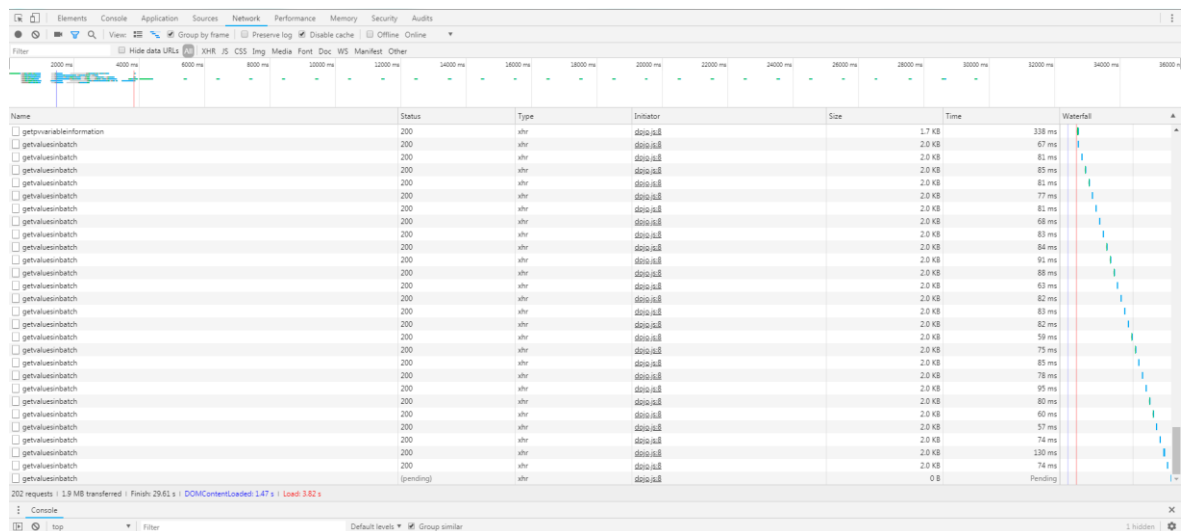 Elements Console Application Sources Network Performance Memory Security Audits
View: Group by frame Preserve log Disable cache Offline Online
Filter Hide data URLs All XHR JS CSS Img Media Font Doc WS Manifest Other
2000 ms 4000 ms 6000 ms 8000 ms 10000 ms 12000 ms 14000 ms 16000 ms 18000 ms 20000 ms 22000 ms 24000 ms 26000 ms 28000 ms 30000 ms 32000 ms 34000 ms 36000 m
Name Status Type Initiator Size Time Waterfall
getpvvariableinformation 200 xhr dojo.js:8 1.7 KB 338 ms
getvaluesinbatch 200 xhr dojo.js:8 2.0 KB 67 ms
getvaluesinbatch 200 xhr dojo.js:8 2.0 KB 81 ms
getvaluesinbatch 200 xhr dojo.js:8 2.0 KB 85 ms
getvaluesinbatch 200 xhr dojo.js:8 2.0 KB 81 ms
getvaluesinbatch 200 xhr dojo.js:8 2.0 KB 77 ms
getvaluesinbatch 200 xhr dojo.js:8 2.0 KB 81 ms
getvaluesinbatch 200 xhr dojo.js:8 2.0 KB 68 ms
getvaluesinbatch 200 xhr dojo.js:8 2.0 KB 83 ms
getvaluesinbatch 200 xhr dojo.js:8 2.0 KB 84 ms
getvaluesinbatch 200 xhr dojo.js:8 2.0 KB 91 ms
getvaluesinbatch 200 xhr dojo.js:8 2.0 KB 88 ms
getvaluesinbatch 200 xhr dojo.js:8 2.0 KB 63 ms
getvaluesinbatch 200 xhr dojo.js:8 2.0 KB 82 ms
getvaluesinbatch 200 xhr dojo.js:8 2.0 KB 83 ms
getvaluesinbatch 200 xhr dojo.js:8 2.0 KB 82 ms
getvaluesinbatch 200 xhr dojo.js:8 2.0 KB 59 ms
getvaluesinbatch 200 xhr dojo.js:8 2.0 KB 75 ms
getvaluesinbatch 200 xhr dojo.js:8 2.0 KB 85 ms
getvaluesinbatch 200 xhr dojo.js:8 2.0 KB 78 ms
getvaluesinbatch 200 xhr dojo.js:8 2.0 KB 95 ms
getvaluesinbatch 200 xhr dojo.js:8 2.0 KB 80 ms
getvaluesinbatch 200 xhr dojo.js:8 2.0 KB 60 ms
getvaluesinbatch 200 xhr dojo.js:8 2.0 KB 57 ms
getvaluesinbatch 200 xhr dojo.js:8 2.0 KB 74 ms
getvaluesinbatch 200 xhr dojo.js:8 2.0 KB 130 ms
getvaluesinbatch 200 xhr dojo.js:8 2.0 KB 74 ms
getvaluesinbatch (pending) xhr dojo.js:8 0 B Pending
202 requests | 1.9 MB transferred | Finish: 29.61 s | DOMContentLoaded: 1.47 s | Load: 3.82 s
Console
top Filter Default levels Group similar 1 hidden